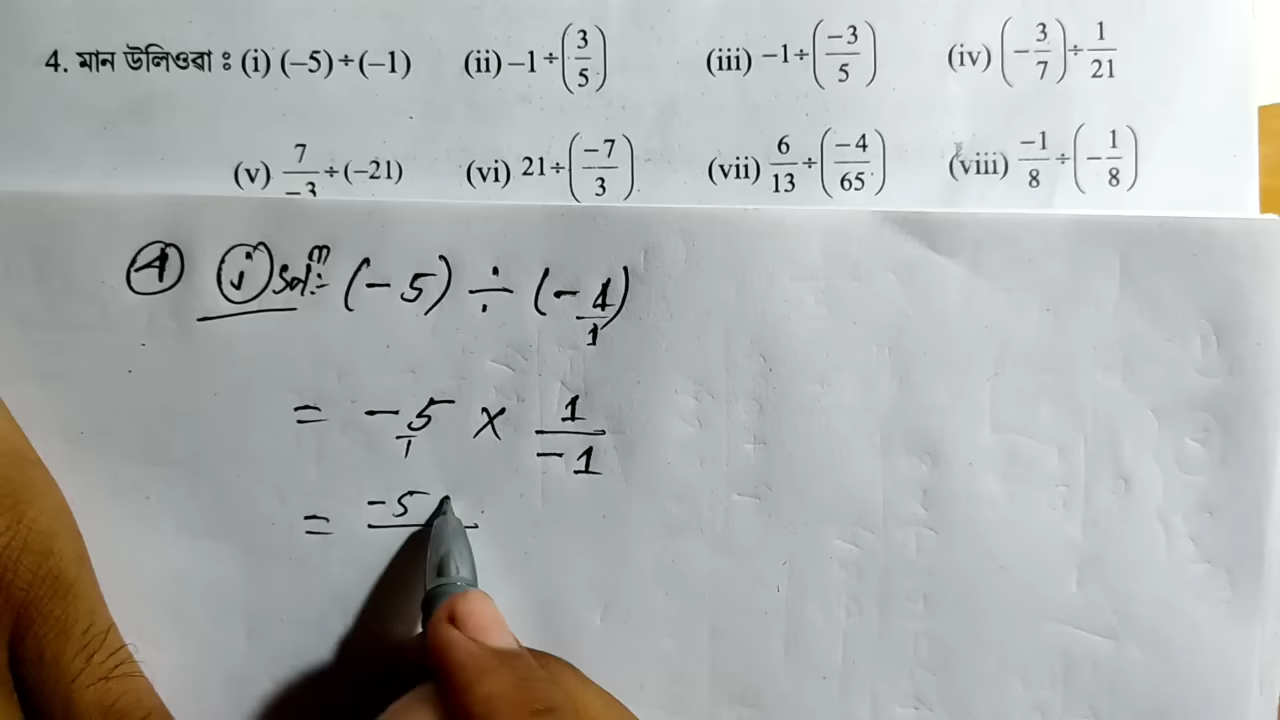 4. মান উলিওৱা ঃ (i) (−5)÷(−1) (ii) −1÷(3/5) (iii) −1÷(−3/5) (iv) (−3/7)÷1/21
(v) 7/−3÷(−21) (vi) 21÷(−7/3) (vii) 6/13÷(−4/65) (viii) −1/8÷(−1/8)
4 i Solⁿ:- (−5) ÷ (−1/1)
= −5/1 × 1/−1
= −5